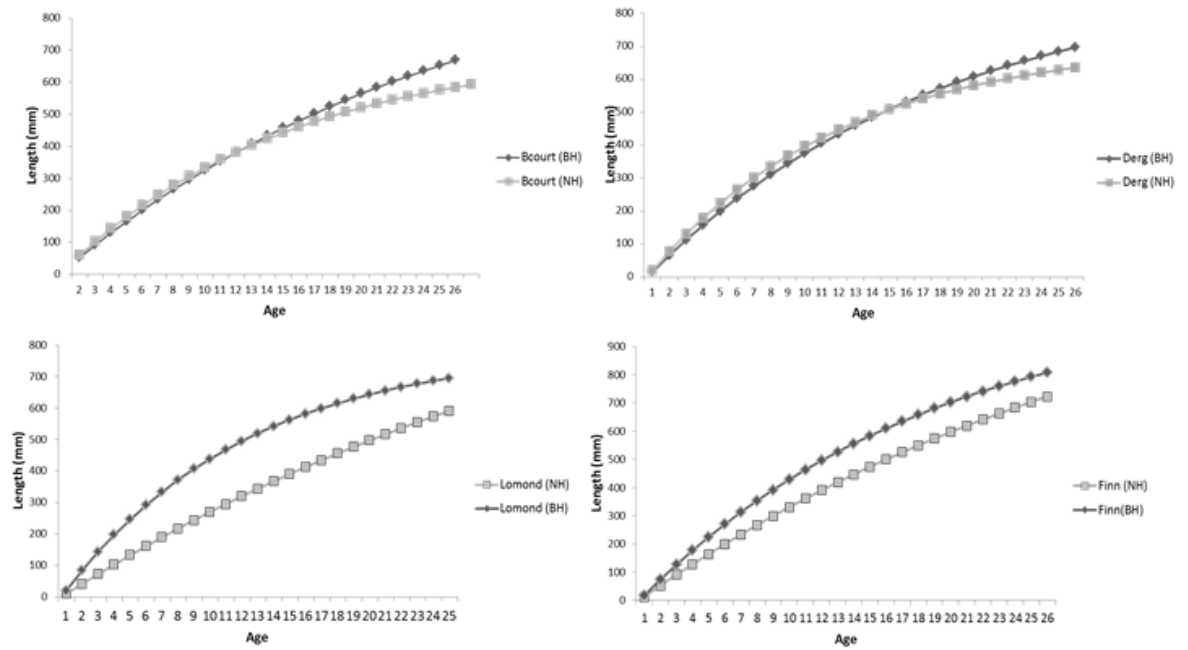 800
700
600
500
400
300
200
100
0
Length (mm)
2 3 4 5 6 7 8 9 10 11 12 13 14 15 16 17 18 19 20 21 22 23 24 25 26
Age
Bcourt (BH)
Bcourt (NH)
800
700
600
500
400
300
200
100
0
Length (mm)
1 2 3 4 5 6 7 8 9 10 11 12 13 14 15 16 17 18 19 20 21 22 23 24 25 26
Age
Derg (BH)
Derg (NH)
800
700
600
500
400
300
200
100
0
Length (mm)
1 2 3 4 5 6 7 8 9 10 11 12 13 14 15 16 17 18 19 20 21 22 23 24 25
Age
Lomond (NH)
Lomond (BH)
900
800
700
600
500
400
300
200
100
0
Length (mm)
1 2 3 4 5 6 7 8 9 10 11 12 13 14 15 16 17 18 19 20 21 22 23 24 25 26
Age
Finn (NH)
Finn(BH)